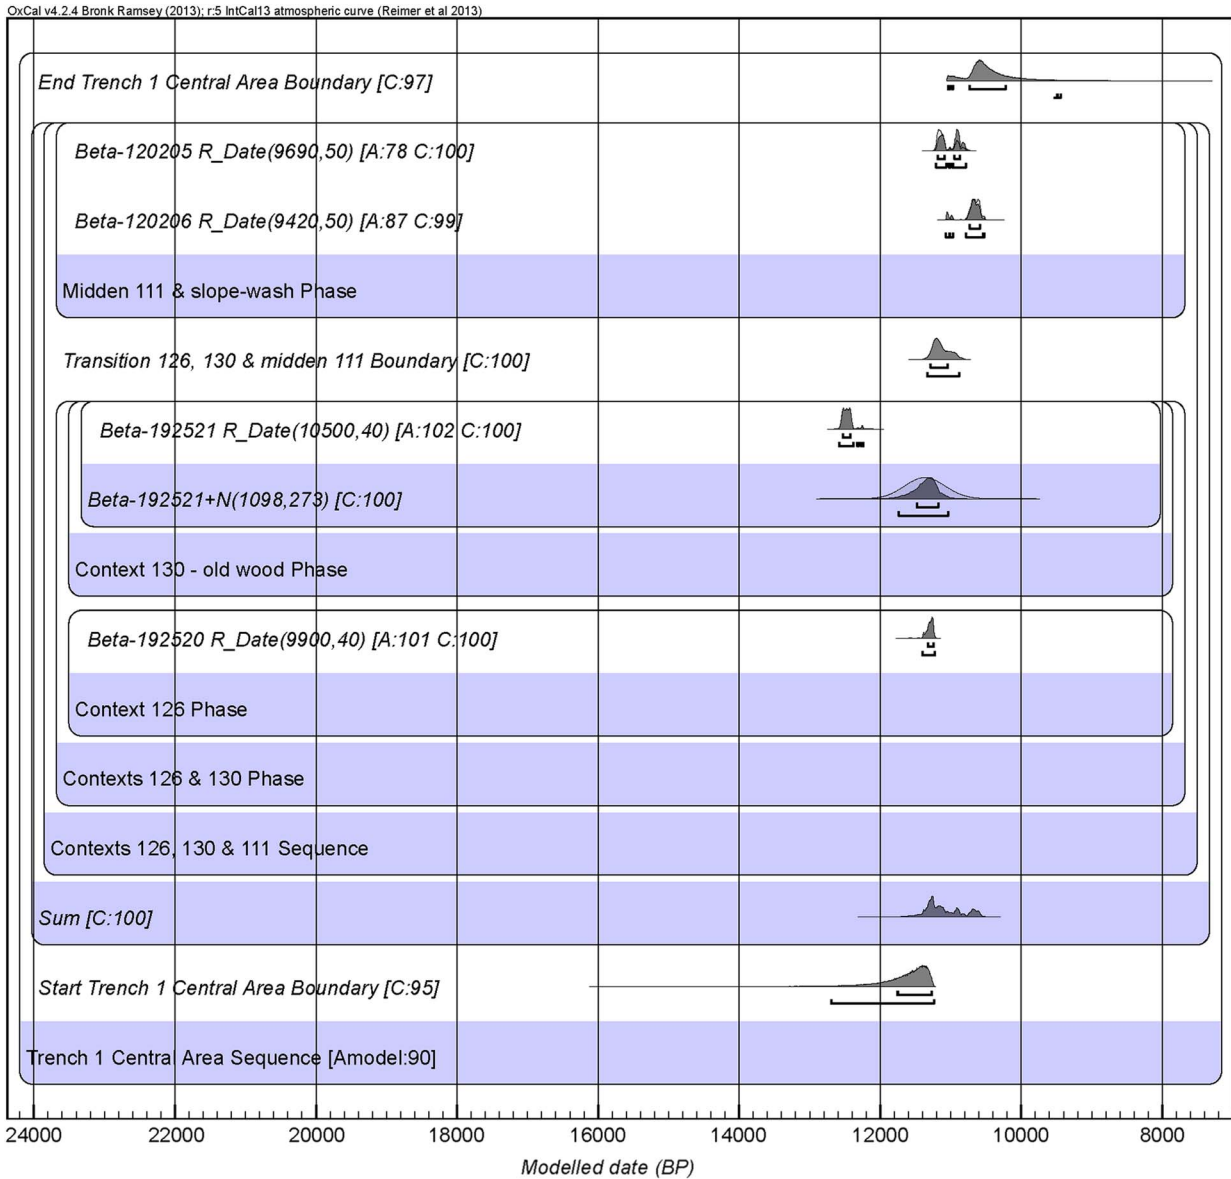 OxCal v4.2.4 Bronk Ramsey (2013); r:5 IntCal13 atmospheric curve (Reimer et al 2013)
End Trench 1 Central Area Boundary [C:97]
Beta-120205 R_Date(9690,50) [A:78 C:100]
Beta-120206 R_Date(9420,50) [A:87 C:99]
Midden 111 & slope-wash Phase
Transition 126, 130 & midden 111 Boundary [C:100]
Beta-192521 R_Date(10500,40) [A:102 C:100]
Beta-192521+N(1098,273) [C:100]
Context 130 - old wood Phase
Beta-192520 R_Date(9900,40) [A:101 C:100]
Context 126 Phase
Contexts 126 & 130 Phase
Contexts 126, 130 & 111 Sequence
Sum [C:100]
Start Trench 1 Central Area Boundary [C:95]
Trench 1 Central Area Sequence [Amodel:90]
24000 22000 20000 18000 16000 14000 12000 10000 8000
Modelled date (BP)